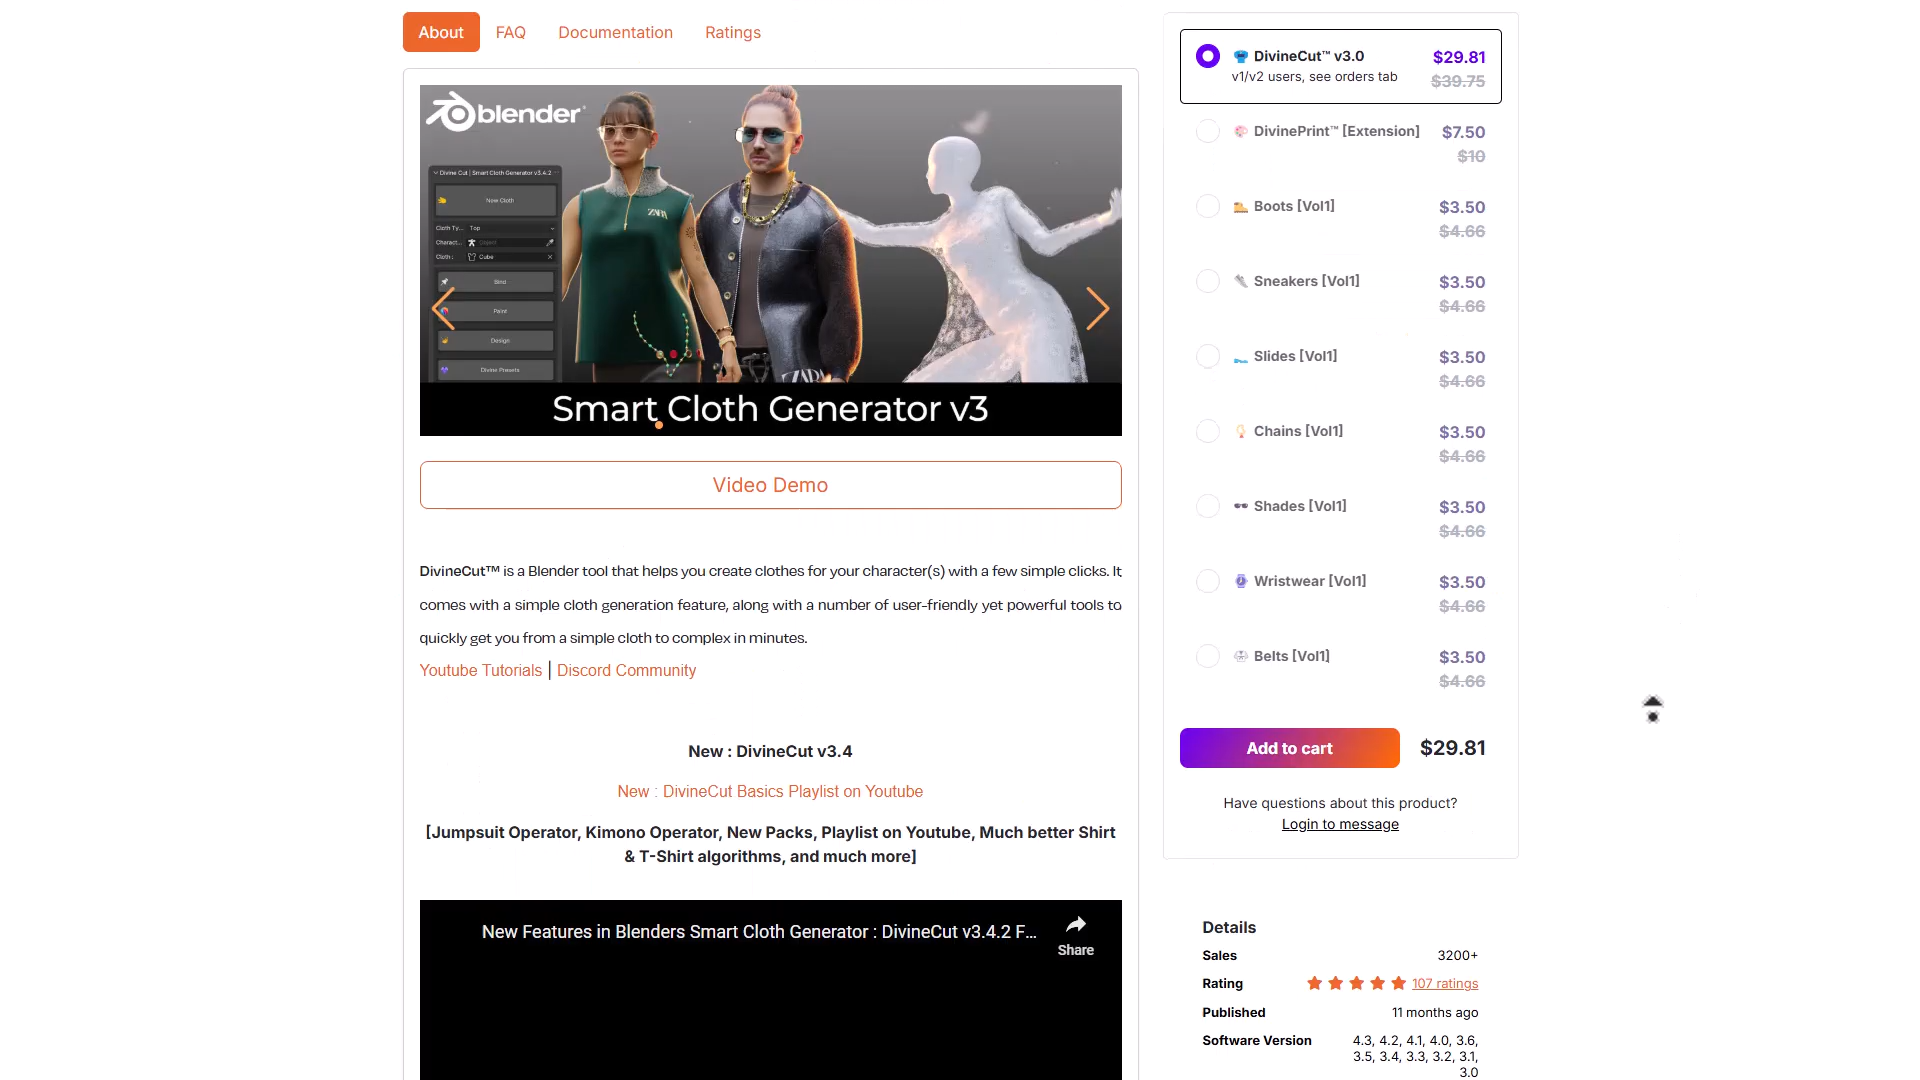 About
FAQ
Documentation
Ratings
blender
Divine Cut | Smart Cloth Generator v3.4.2
New Cloth
Cloth Ty...
Top
Charact...
Object
Cloth :
Cube
Bind
Paint
Design
Divine Presets
ZARA
ZARA
Smart Cloth Generator v3
Video Demo
DivineCut™ is a Blender tool that helps you create clothes for your character(s) with a few simple clicks. It
comes with a simple cloth generation feature, along with a number of user-friendly yet powerful tools to
quickly get you from a simple cloth to complex in minutes.
Youtube Tutorials | Discord Community
New : DivineCut v3.4
New : DivineCut Basics Playlist on Youtube
[Jumpsuit Operator, Kimono Operator, New Packs, Playlist on Youtube, Much better Shirt
& T-Shirt algorithms, and much more]
New Features in Blenders Smart Cloth Generator : DivineCut v3.4.2 F...
Share
DivineCut™ v3.0
$29.81
v1/v2 users, see orders tab
$39.75
DivinePrint™ [Extension]
$7.50
$10
Boots [Vol1]
$3.50
$4.66
Sneakers [Vol1]
$3.50
$4.66
Slides [Vol1]
$3.50
$4.66
Chains [Vol1]
$3.50
$4.66
Shades [Vol1]
$3.50
$4.66
Wristwear [Vol1]
$3.50
$4.66
Belts [Vol1]
$3.50
$4.66
Add to cart
$29.81
Have questions about this product?
Login to message
Details
Sales
3200+
Rating
107 ratings
Published
11 months ago
Software Version
4.3, 4.2, 4.1, 4.0, 3.6,
3.5, 3.4, 3.3, 3.2, 3.1,
3.0